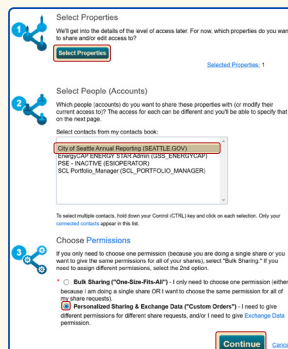 Select Properties
We'll get into the details of the level of access later. For now, which properties do you want
to share and/or edit access to?
Select Properties
Selected Properties: 1
Select People (Accounts)
Which people (accounts) do you want to share these properties with (or modify their
current access to)? The access for each can be different and you'll be able to specify that
on the next page.
Select contacts from my contacts book:
City of Seattle Annual Reporting (SEATTLE.GOV)
EnergyCAP ENERGY STAR Admin (GSS_ENERGYCAP)
PSE - INACTIVE (ESIOPERATOR)
SCL Portfolio_Manager (SCL_PORTFOLIO_MANAGER)
To select multiple contacts, hold down your Control (CTRL) key and click on each selection. Only your
connected contacts appear in this list.
Choose Permissions
If you only need to choose one permission (because you are doing a single share or you
want to give the same permissions for all of your shares), select "Bulk Sharing." If you
need to assign different permissions, select the 2nd option.
* Bulk Sharing ("One-Size-Fits-All") - I only need to choose one permission (either
because I am doing a single share OR I want to choose the same permission for all of
my share requests).
Personalized Sharing & Exchange Data ("Custom Orders") - I need to give
different permissions for different share requests, and/or I need to give Exchange Data
permission.
Continue Cancel